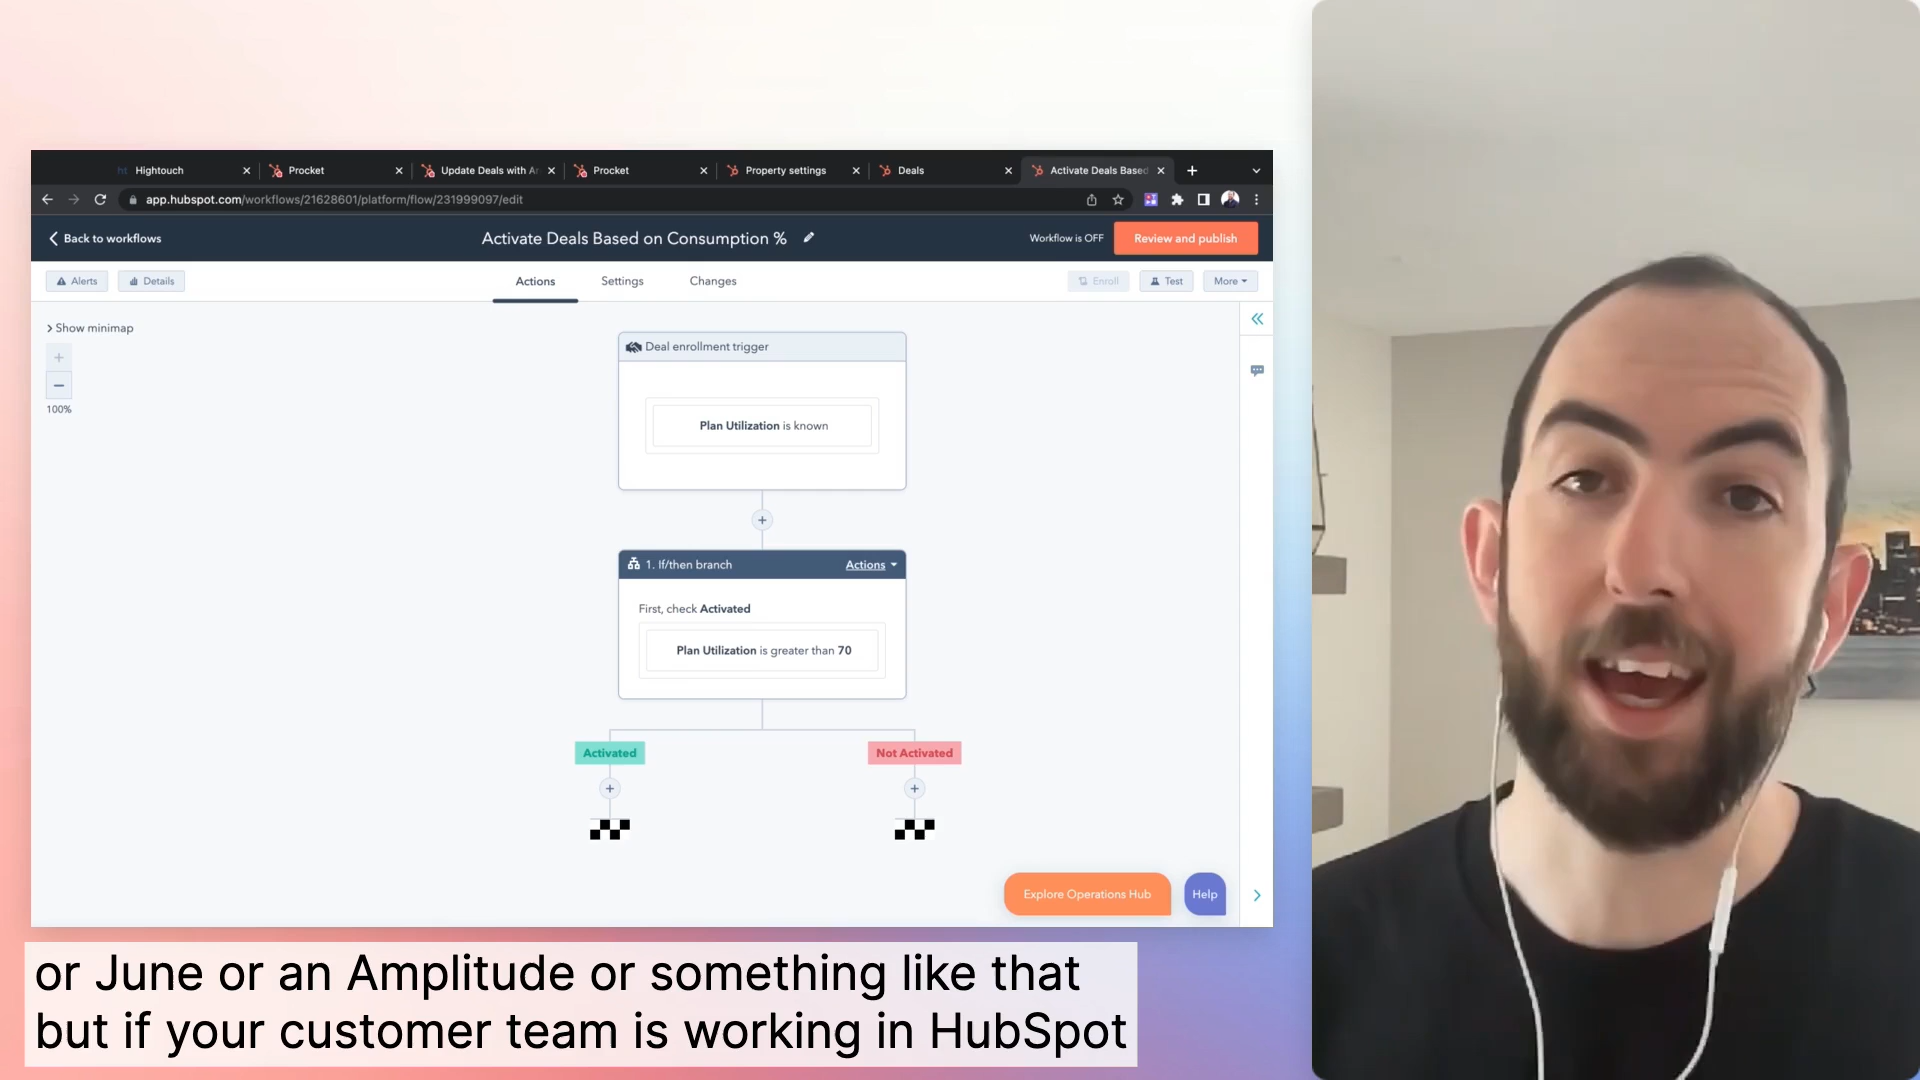 ht Hightouch
Procket
Update Deals with Ar
Procket
Property settings
Deals
Activate Deals Based
app.hubspot.com/workflows/21628601/platform/flow/231999097/edit
Back to workflows
Activate Deals Based on Consumption %
Workflow is OFF
Review and publish
Alerts
Details
Actions
Settings
Changes
Enroll
Test
More
Show minimap
100%
Deal enrollment trigger
Plan Utilization is known
1. If/then branch
Actions
First, check Activated
Plan Utilization is greater than 70
Activated
Not Activated
Explore Operations Hub
Help
or June or an Amplitude or something like that
but if your customer team is working in HubSpot